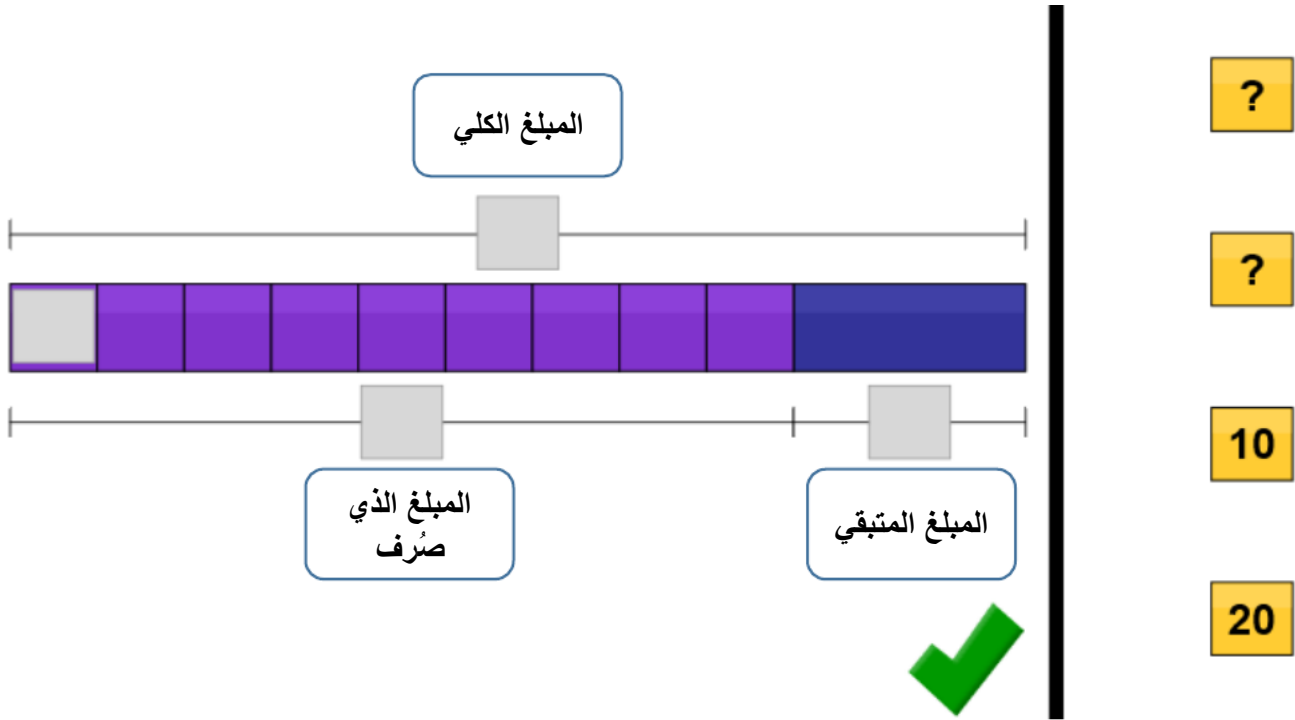 المبلغ الكلي
المبلغ الذي
صُرف
المبلغ المتبقي
?
?
10
20